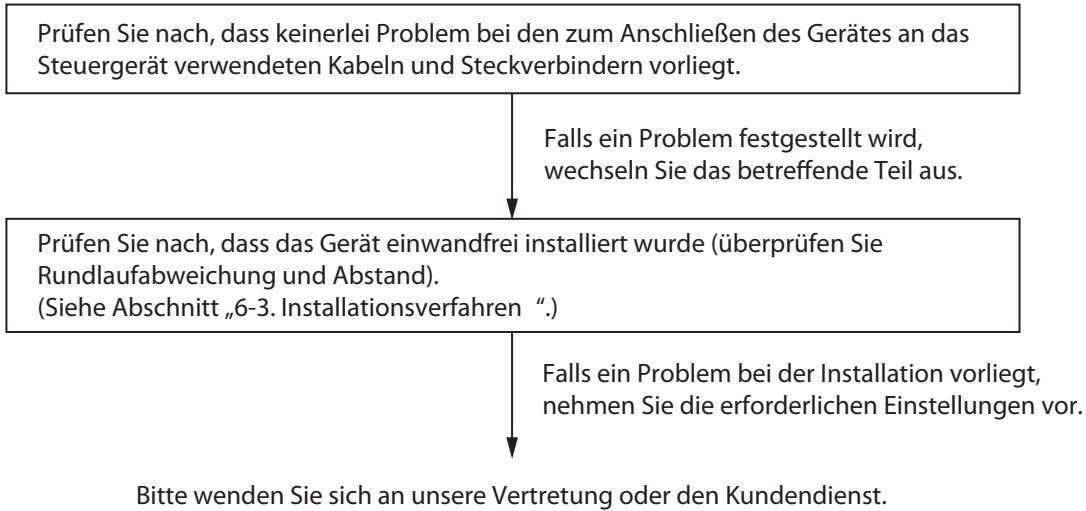 Prüfen Sie nach, dass keinerlei Problem bei den zum Anschließen des Gerätes an das
Steuergerät verwendeten Kabeln und Steckverbindern vorliegt.
Falls ein Problem festgestellt wird,
wechseln Sie das betreffende Teil aus.
Prüfen Sie nach, dass das Gerät einwandfrei installiert wurde (überprüfen Sie
Rundlaufabweichung und Abstand).
(Siehe Abschnitt „6-3. Installationsverfahren “.)
Falls ein Problem bei der Installation vorliegt,
nehmen Sie die erforderlichen Einstellungen vor.
Bitte wenden Sie sich an unsere Vertretung oder den Kundendienst.